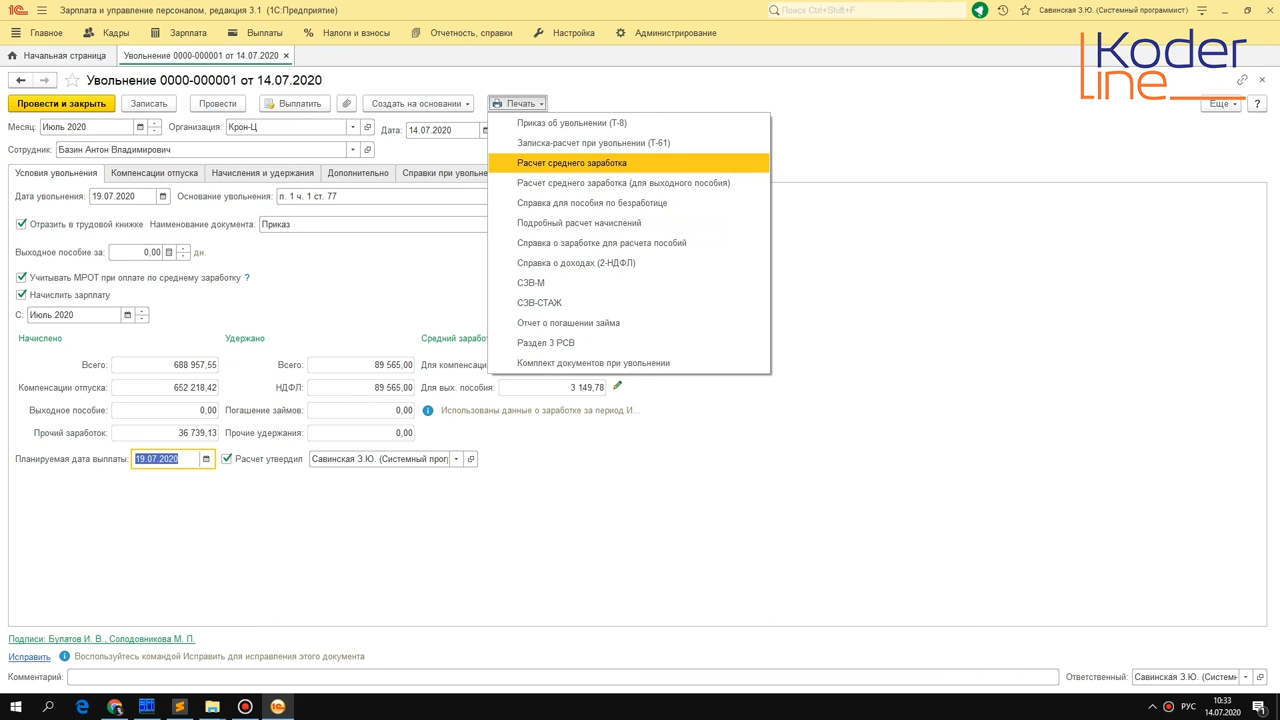 Зарплата и управление персоналом, редакция 3.1 (1С:Предприятие)
Поиск Ctrl+Shift+F
Савинская З.Ю. (Системный программист)
Главное
Кадры
Зарплата
Выплаты
Налоги и взносы
Отчетность, справки
Настройка
Администрирование
Начальная страница
Увольнение 0000-000001 от 14.07.2020
Koder
line
Увольнение 0000-000001 от 14.07.2020
Провести и закрыть
Записать
Провести
Выплатить
Создать на основании
Печать
Еще
?
Месяц: Июль 2020
Организация: Крон-Ц
Дата: 14.07.2020
Сотрудник: Базин Антон Владимирович
Условия увольнения
Компенсации отпуска
Начисления и удержания
Дополнительно
Справки при увольне
Дата увольнения: 19.07.2020
Основание увольнения: п. 1 ч. 1 ст. 77
Отразить в трудовой книжке
Наименование документа: Приказ
Выходное пособие за: 0,00 дн.
Учитывать МРОТ при оплате по среднему заработку ?
Начислить зарплату
С: Июль 2020
Приказ об увольнении (Т-8)
Записка-расчет при увольнении (Т-61)
Расчет среднего заработка
Расчет среднего заработка (для выходного пособия)
Справка для пособия по безработице
Подробный расчет начислений
Справка о заработке для расчета пособий
Справка о доходах (2-НДФЛ)
СЗВ-М
СЗВ-СТАЖ
Отчет о погашении займа
Раздел 3 РСВ
Комплект документов при увольнении
Начислено
Удержано
Средний заработ
Всего: 688 957,55
Всего: 89 565,00
Для компенсаци
Компенсации отпуска: 652 218,42
НДФЛ: 89 565,00
Для вых. пособия: 3 149,78
Выходное пособие: 0,00
Погашение займов: 0,00
Использованы данные о заработке за период И...
Прочий заработок: 36 739,13
Прочие удержания: 0,00
Планируемая дата выплаты: 19.07.2020
Расчет утвердил
Савинская З.Ю. (Системный прог
Подписи: Булатов И. В., Солодовникова М. П.
Исправить
Воспользуйтесь командой Исправить для исправления этого документа
Комментарий:
Ответственный: Савинская З.Ю. (Системн
РУС
10:33
14.07.2020
1